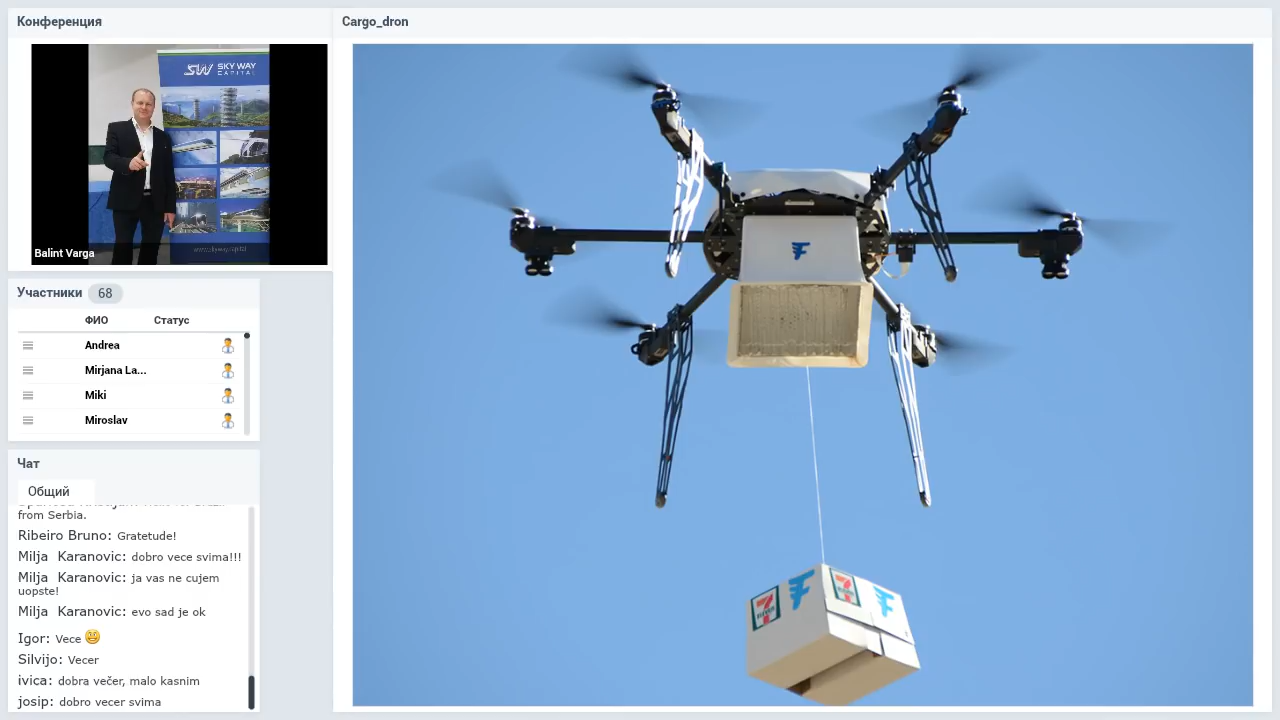 Конференция
SW SKY WAY
CAPITAL
Balint Varga
Участники 68
ФИО Статус
Andrea
Mirjana La...
Miki
Miroslav
Чат
Общий
from Serbia.
Ribeiro Bruno: Gratetude!
Milja Karanovic: dobro vece svima!!!
Milja Karanovic: ja vas ne cujem
uopste!
Milja Karanovic: evo sad je ok
Igor: Vece
Silvijo: Vecer
ivica: dobra večer, malo kasnim
josip: dobro vecer svima
Cargo_dron
7
ELEVEN